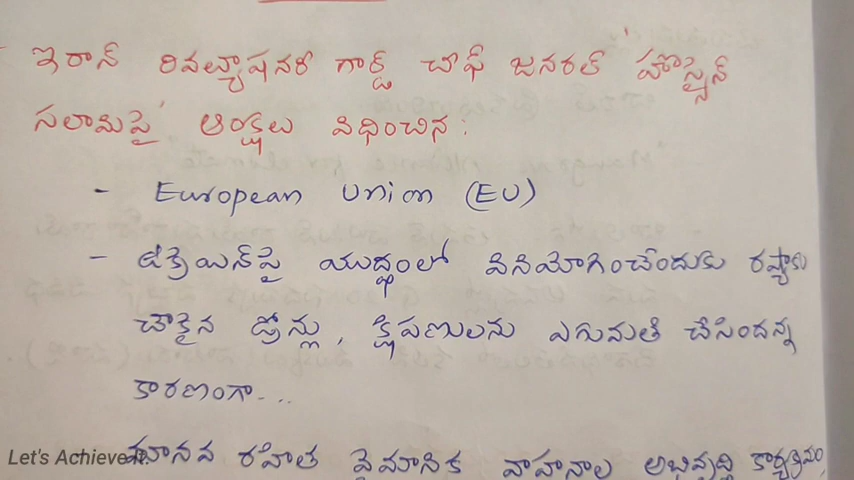 - ఇరాన్ రివల్యూషనరీ గార్డ్ చీఫ్ జనరల్ 'హొస్సేన్
సలామిపై' ఆంక్షలు విధించిన:
- European Union (EU)
- ఉక్రెయిన్‌పై యుద్ధంలో వినియోగించేందుకు రష్యాకు
చౌకైన డ్రోన్లు, క్షిపణులను ఎగుమతి చేసిందన్న
కారణంగా...
మానవ రహిత వైమానిక వాహనాల అభివృద్ధి కార్యక్రమం,
Let's Achieve it.